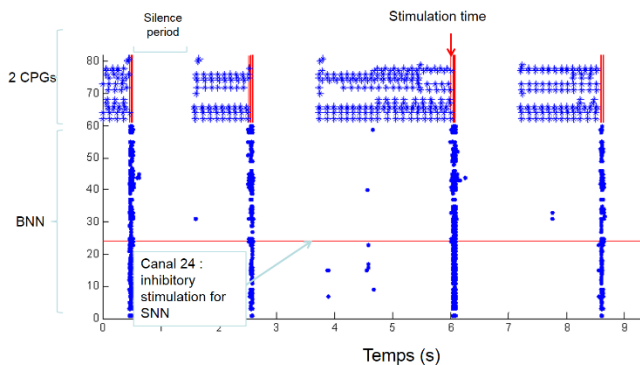 Silence
period
Stimulation time
2 CPGs
BNN
80
70
60
50
40
30
20
10
0
Canal 24 :
inhibitory
stimulation for
SNN
0 1 2 3 4 5 6 7 8 9
Temps (s)